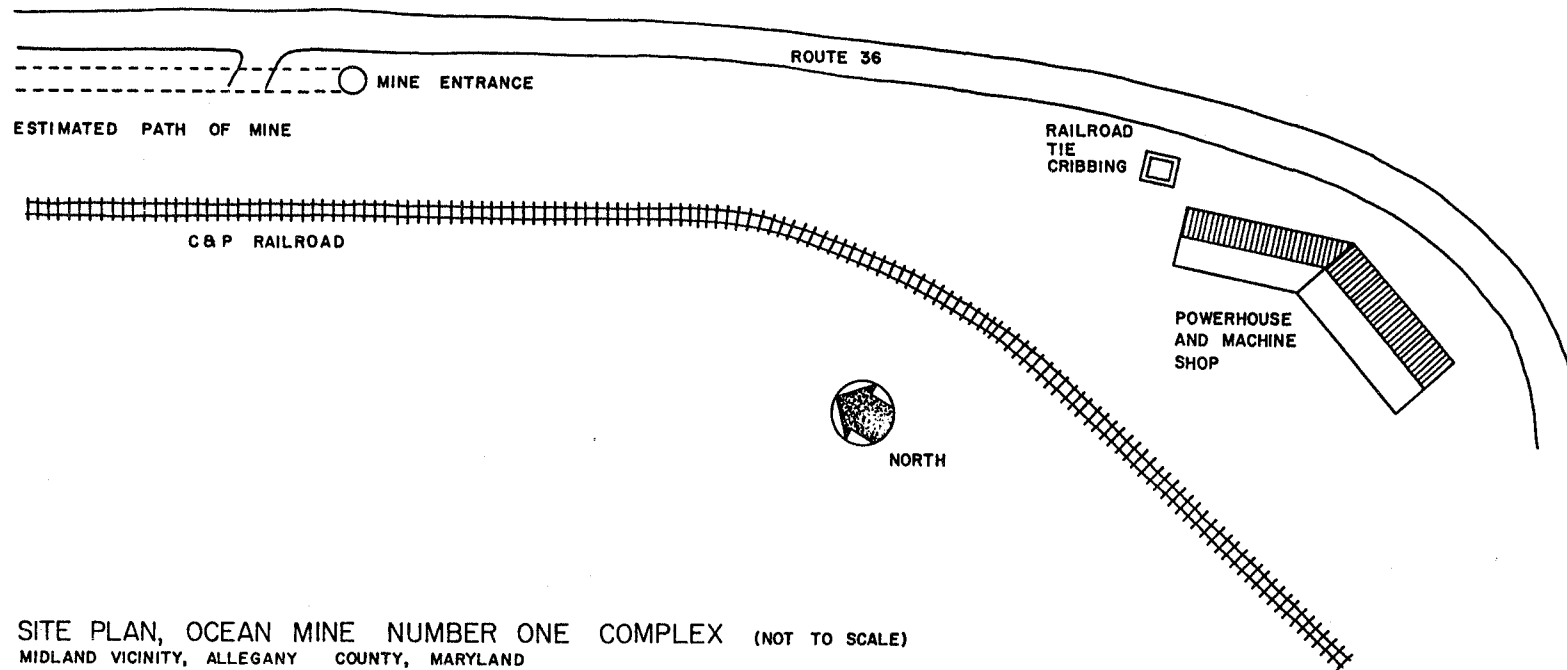 ROUTE 36
MINE ENTRANCE
ESTIMATED PATH OF MINE
RAILROAD
TIE
CRIBBING
C&P RAILROAD
POWERHOUSE
AND MACHINE
SHOP
NORTH
SITE PLAN, OCEAN MINE NUMBER ONE COMPLEX (NOT TO SCALE)
MIDLAND VICINITY, ALLEGANY COUNTY, MARYLAND